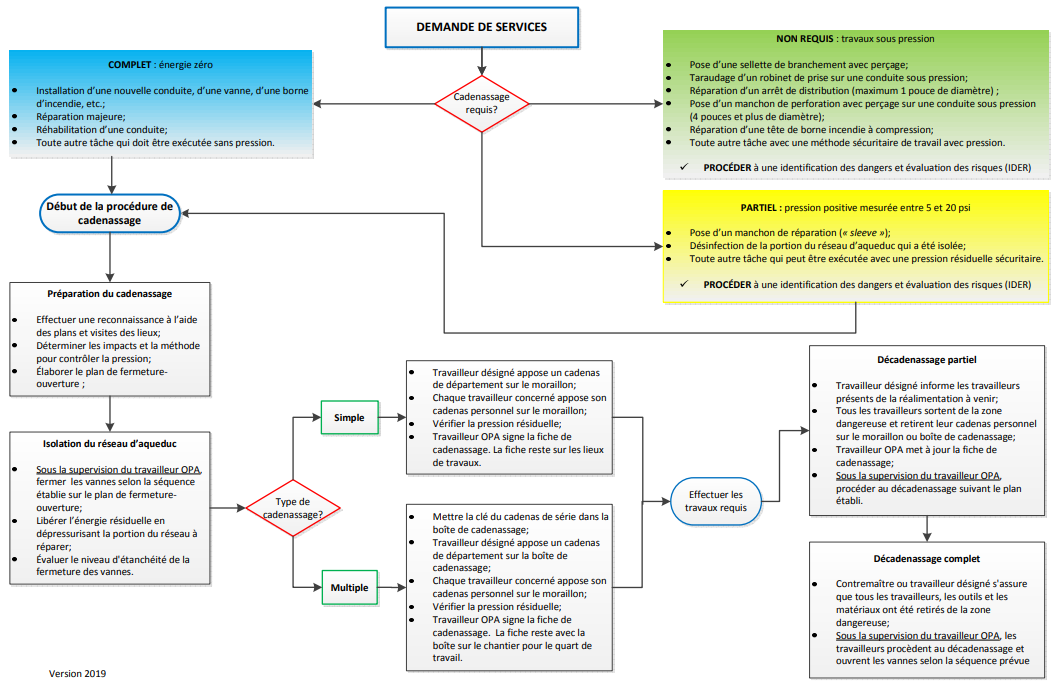 DEMANDE DE SERVICES
Cadenassage
requis?
COMPLET : énergie zéro
• Installation d'une nouvelle conduite, d'une vanne, d'une borne
d'incendie, etc.;
• Réparation majeure;
• Réhabilitation d'une conduite;
• Toute autre tâche qui doit être exécutée sans pression.
NON REQUIS : travaux sous pression
• Pose d'une sellette de branchement avec perçage;
• Taraudage d'un robinet de prise sur une conduite sous pression;
• Réparation d'un arrêt de distribution (maximum 1 pouce de diamètre) ;
• Pose d'un manchon de perforation avec perçage sur une conduite sous pression
(4 pouces et plus de diamètre);
• Réparation d'une tête de borne incendie à compression;
• Toute autre tâche avec une méthode sécuritaire de travail avec pression.
✓ PROCÉDER à une identification des dangers et évaluation des risques (IDER)
PARTIEL : pression positive mesurée entre 5 et 20 psi
• Pose d'un manchon de réparation (« sleeve »);
• Désinfection de la portion du réseau d'aqueduc qui a été isolée;
• Toute autre tâche qui peut être exécutée avec une pression résiduelle sécuritaire.
✓ PROCÉDER à une identification des dangers et évaluation des risques (IDER)
Début de la procédure de
cadenassage
Préparation du cadenassage
• Effectuer une reconnaissance à l'aide
des plans et visites des lieux;
• Déterminer les impacts et la méthode
pour contrôler la pression;
• Élaborer le plan de fermeture-
ouverture ;
Isolation du réseau d'aqueduc
• Sous la supervision du travailleur OPA,
fermer les vannes selon la séquence
établie sur le plan de fermeture-
ouverture;
• Libérer l'énergie résiduelle en
dépressurisant la portion du réseau à
réparer;
• Évaluer le niveau d'étanchéité de la
fermeture des vannes.
Type de
cadenassage?
Simple
• Travailleur désigné appose un cadenas
de département sur le moraillon;
• Chaque travailleur concerné appose son
cadenas personnel sur le moraillon;
• Vérifier la pression résiduelle;
• Travailleur OPA signe la fiche de
cadenassage. La fiche reste sur les lieux
de travaux.
Multiple
• Mettre la clé du cadenas de série dans la
boîte de cadenassage;
• Travailleur désigné appose un cadenas
de département sur la boîte de
cadenassage;
• Chaque travailleur concerné appose son
cadenas personnel sur le moraillon;
• Vérifier la pression résiduelle;
• Travailleur OPA signe la fiche de
cadenassage. La fiche reste avec la
boîte sur le chantier pour le quart de
travail.
Effectuer les
travaux requis
Décadenassage partiel
• Travailleur désigné informe les travailleurs
présents de la réalimentation à venir;
• Tous les travailleurs sortent de la zone
dangereuse et retirent leur cadenas personnel
sur le moraillon ou boîte de cadenassage;
• Travailleur OPA met à jour la fiche de
cadenassage;
• Sous la supervision du travailleur OPA,
procéder au décadenassage suivant le plan
établi.
Décadenassage complet
• Contremaître ou travailleur désigné s'assure
que tous les travailleurs, les outils et les
matériaux ont été retirés de la zone
dangereuse;
• Sous la supervision du travailleur OPA, les
travailleurs procèdent au décadenassage et
ouvrent les vannes selon la séquence prévue
Version 2019